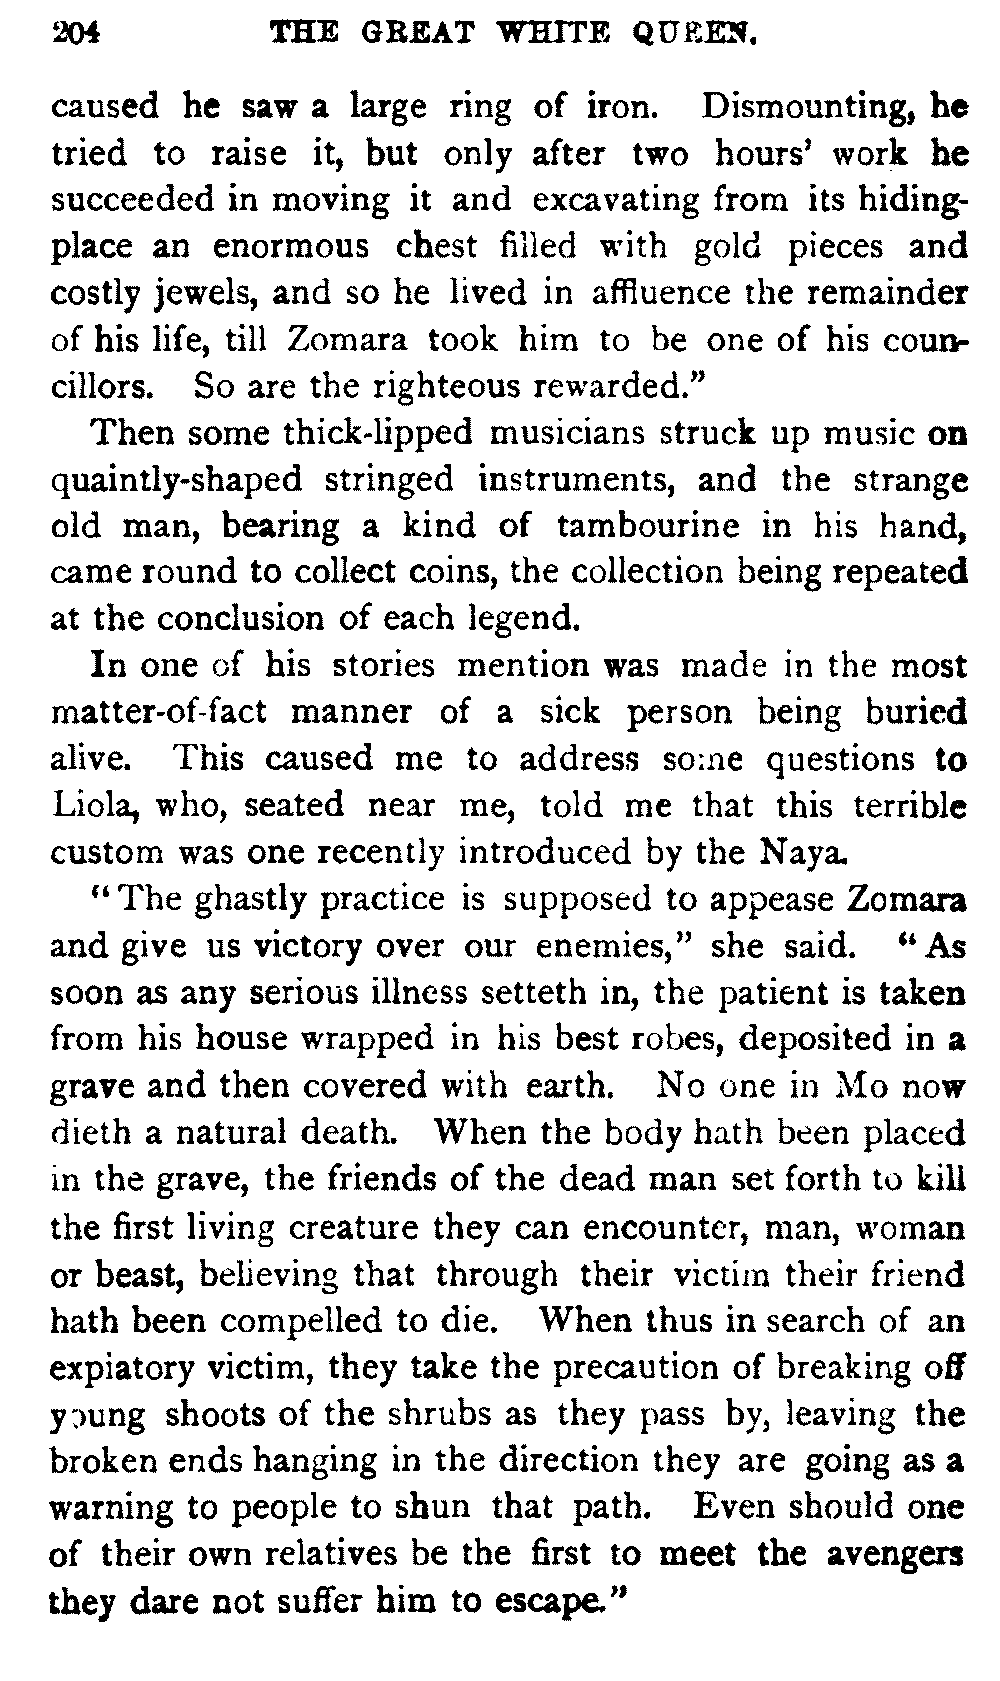 204 THE GREAT WHITE QUEEN.
caused he saw a large ring of iron. Dismounting, he
tried to raise it, but only after two hours' work he
succeeded in moving it and excavating from its hiding-
place an enormous chest filled with gold pieces and
costly jewels, and so he lived in affluence the remainder
of his life, till Zomara took him to be one of his coun-
cillors. So are the righteous rewarded."
Then some thick-lipped musicians struck up music on
quaintly-shaped stringed instruments, and the strange
old man, bearing a kind of tambourine in his hand,
came round to collect coins, the collection being repeated
at the conclusion of each legend.
In one of his stories mention was made in the most
matter-of-fact manner of a sick person being buried
alive. This caused me to address some questions to
Liola, who, seated near me, told me that this terrible
custom was one recently introduced by the Naya.
"The ghastly practice is supposed to appease Zomara
and give us victory over our enemies," she said. "As
soon as any serious illness setteth in, the patient is taken
from his house wrapped in his best robes, deposited in a
grave and then covered with earth. No one in Mo now
dieth a natural death. When the body hath been placed
in the grave, the friends of the dead man set forth to kill
the first living creature they can encounter, man, woman
or beast, believing that through their victim their friend
hath been compelled to die. When thus in search of an
expiatory victim, they take the precaution of breaking off
young shoots of the shrubs as they pass by, leaving the
broken ends hanging in the direction they are going as a
warning to people to shun that path. Even should one
of their own relatives be the first to meet the avengers
they dare not suffer him to escape."